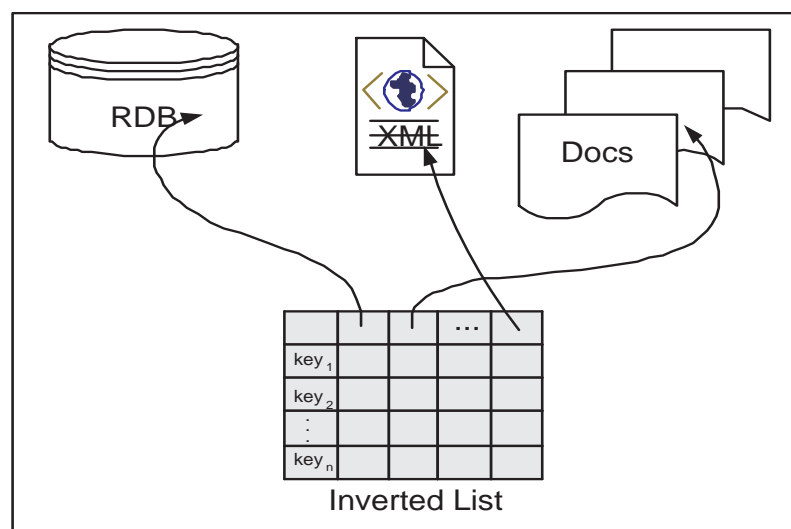 RDB
XML
Docs
...
key1
key2
:
.
keyn
Inverted List